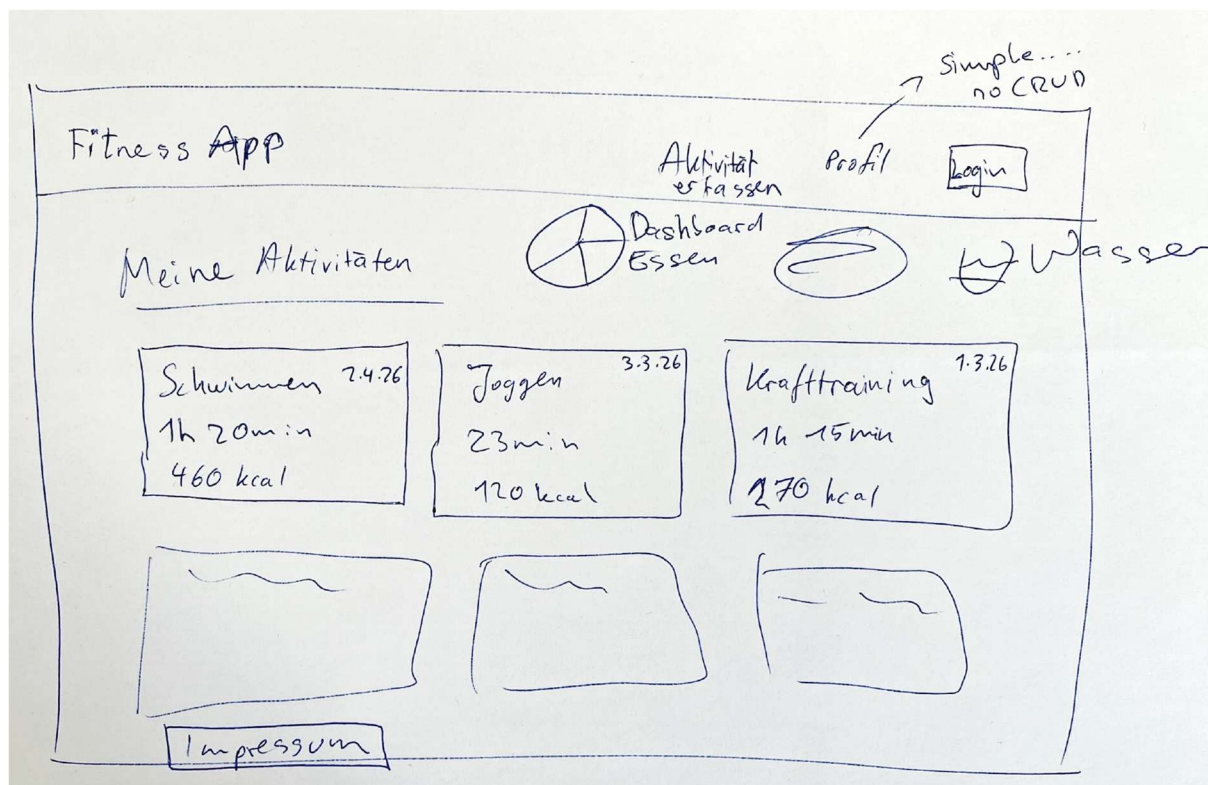 simple....
no CRUD
Fitness App
Aktivität
erfassen
Profil
Login
Meine Aktivitäten
Dashboard
Essen
Wasser
Schwimmen 2.4.26
1h 20min
460 kcal
Joggen 3.3.26
23min
120 kcal
Krafttraining 1.3.26
1h 15min
270 kcal
Impressum